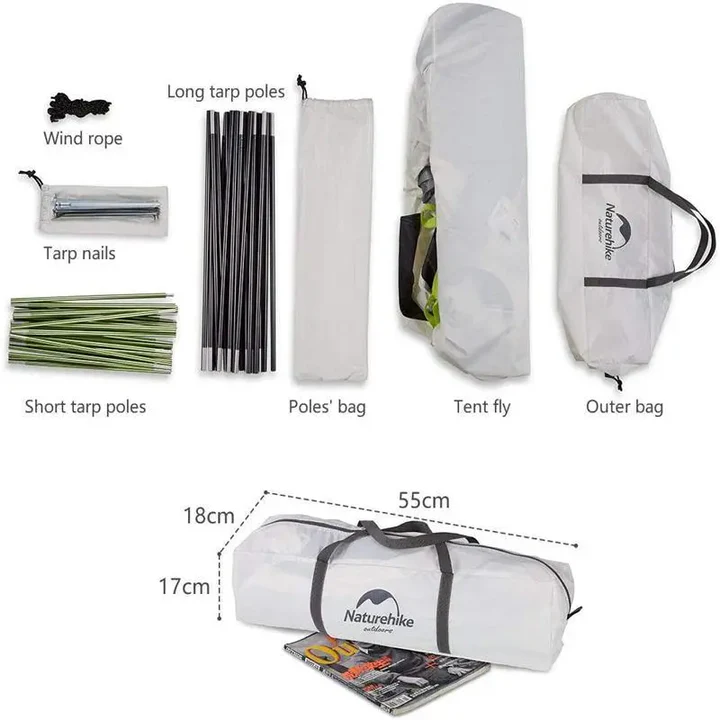 Long tarp poles
Wind rope
Tarp nails
Naturehike
outdoors
Short tarp poles
Poles' bag
Tent fly
Outer bag
55cm
18cm
17cm
Naturehike
outdoors